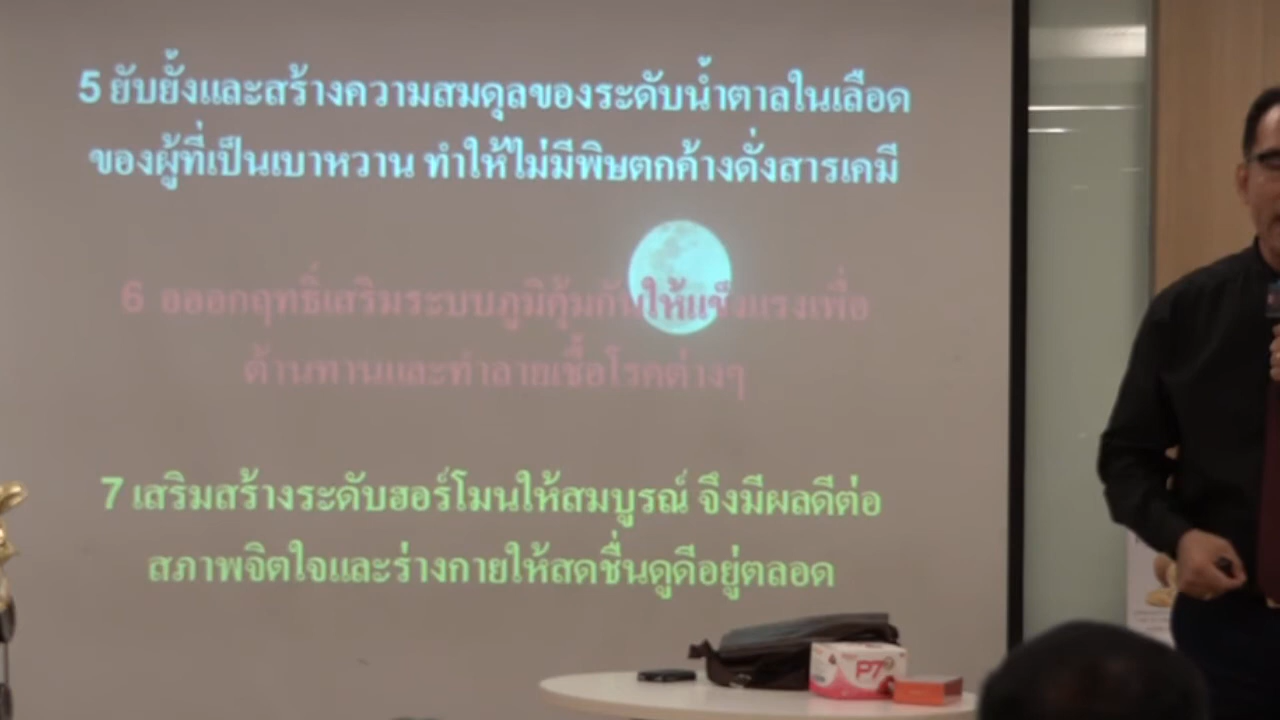 5 ยับยั้งและสร้างความสมดุลของระดับน้ำตาลในเลือด
ของผู้ที่เป็นเบาหวาน ทำให้ไม่มีพิษตกค้างดั่งสารเคมี
6 ออกฤทธิ์เสริมระบบภูมิคุ้มกันให้แข็งแรงเพื่อ
ต้านทานและทำลายเชื้อโรคต่างๆ
7 เสริมสร้างระดับฮอร์โมนให้สมบูรณ์ จึงมีผลดีต่อ
สภาพจิตใจและร่างกายให้สดชื่นดูดีอยู่ตลอด
P7